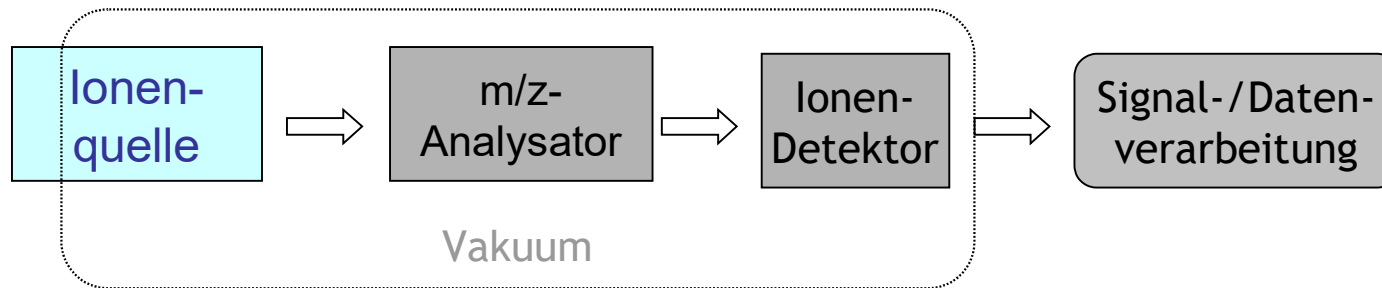 Ionen-
quelle
m/z-
Analysator
Ionen-
Detektor
Signal-/Daten-
verarbeitung
Vakuum